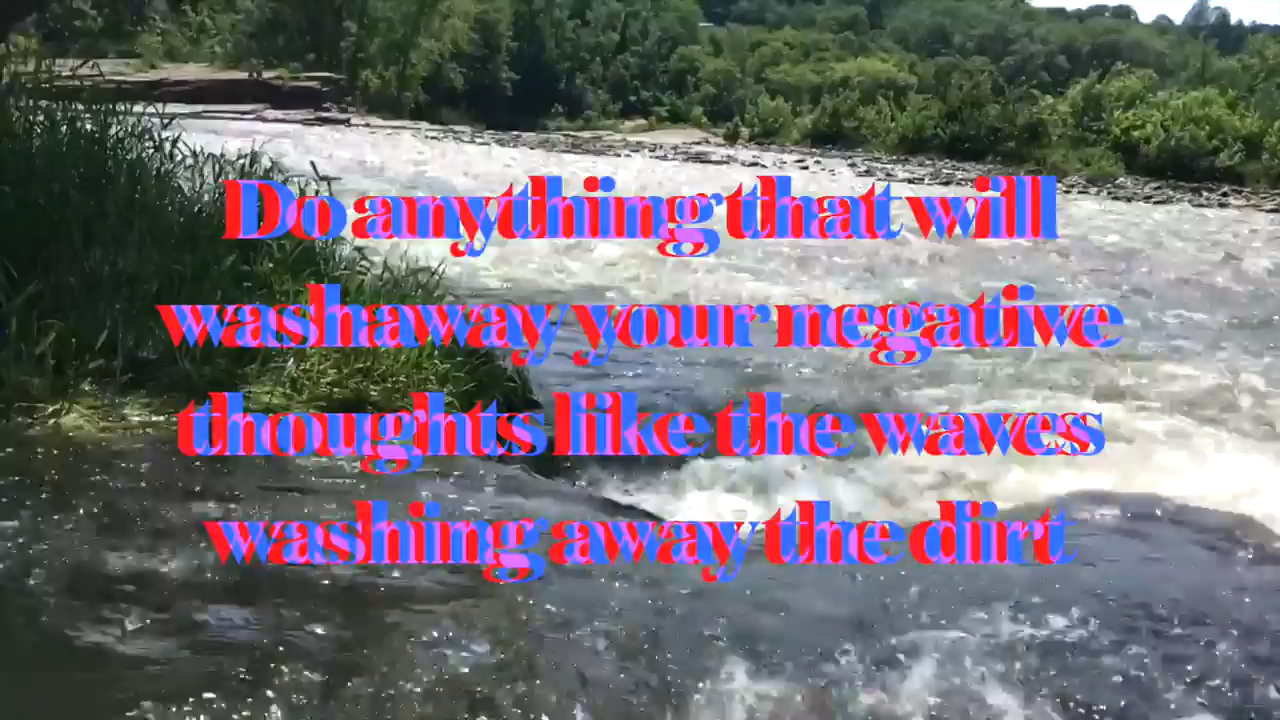 Do anything that will
washaway your negative
thoughts like the waves
washing away the dirt